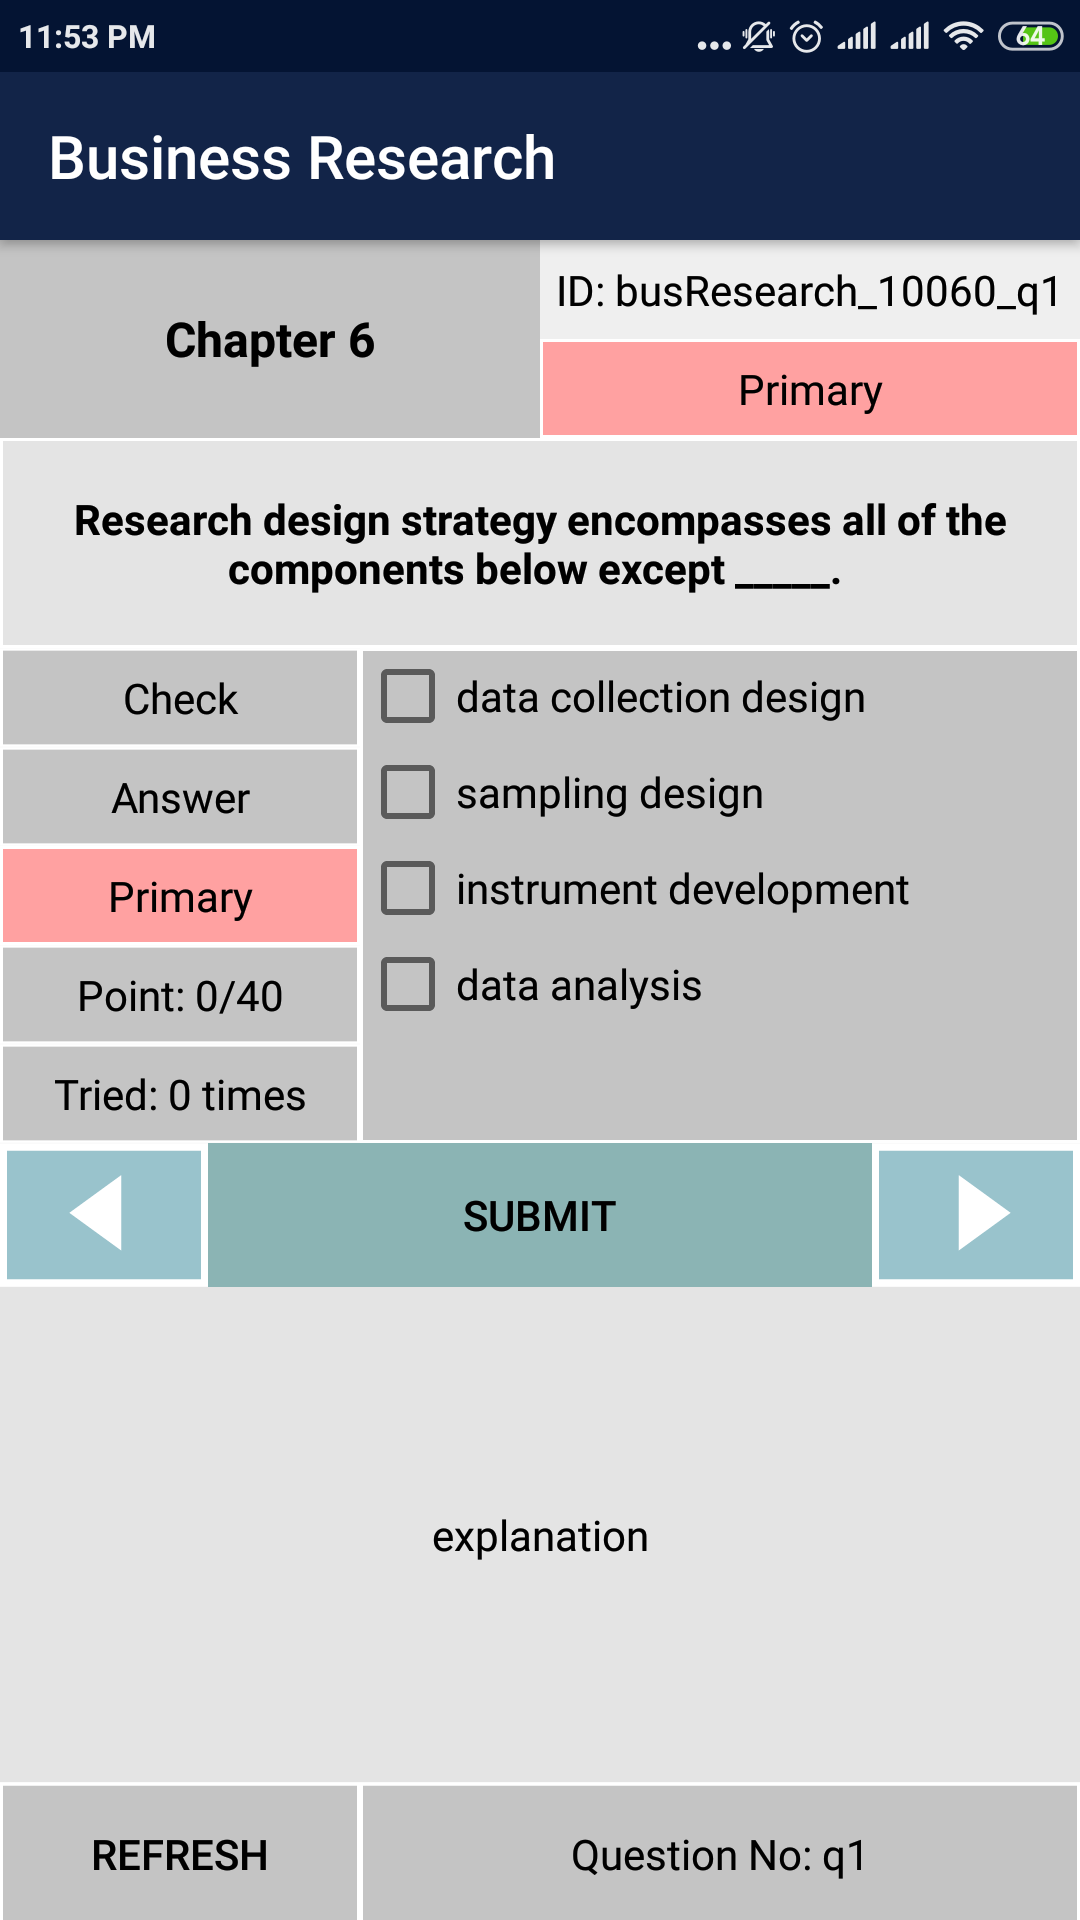 11:53 PM
64
Business Research
Chapter 6
ID: busResearch_10060_q1
Primary
Research design strategy encompasses all of the
components below except _____.
Check
Answer
Primary
Point: 0/40
Tried: 0 times
data collection design
sampling design
instrument development
data analysis
SUBMIT
explanation
REFRESH
Question No: q1